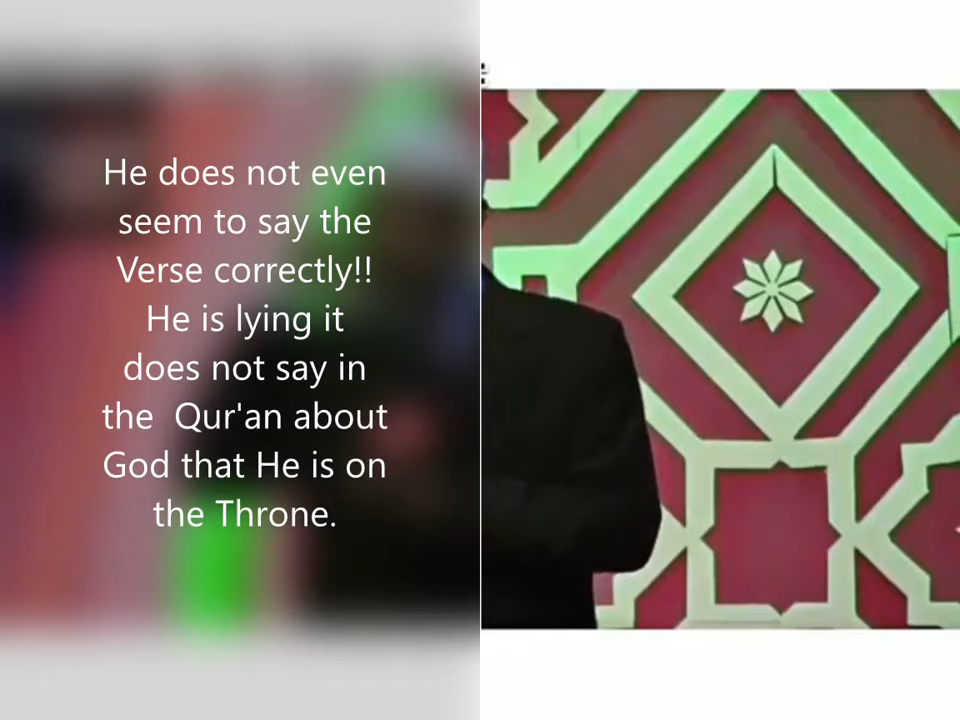 He does not even
seem to say the
Verse correctly!!
He is lying it
does not say in
the  Qur'an about
God that He is on
the Throne.